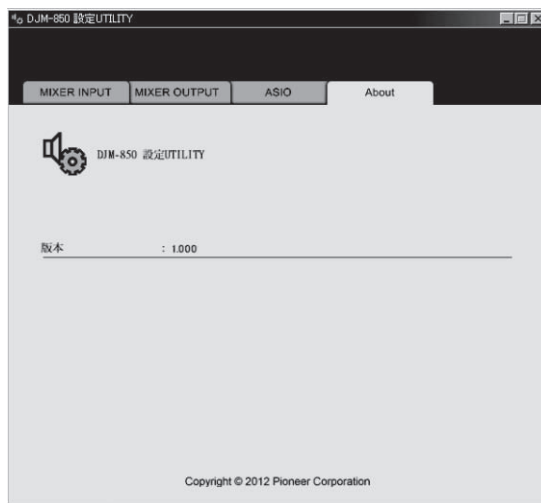 DJM-850 設定UTILITY
MIXER INPUT MIXER OUTPUT ASIO About
DJM-850 設定UTILITY
版本 : 1.000
Copyright © 2012 Pioneer Corporation